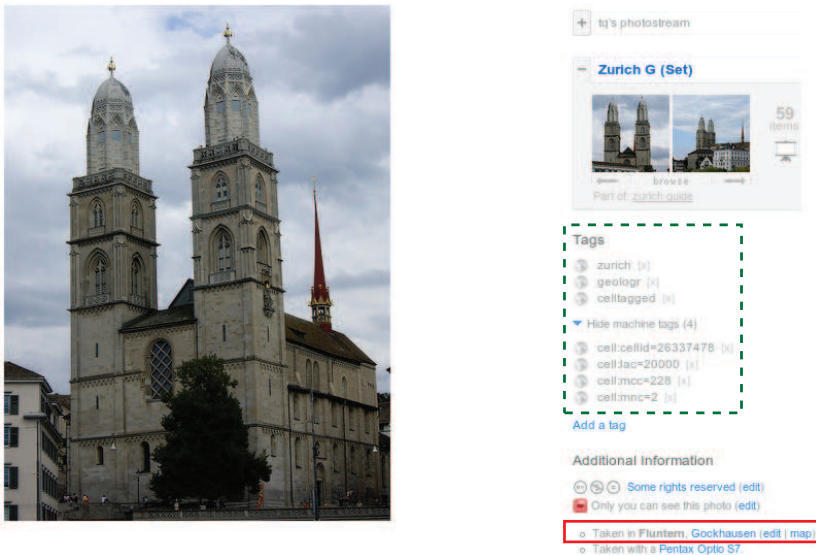 tq's photostream
Zurich G (Set)
59
items
browse
Part of: zurich guide
Tags
zurich [x]
geologr [x]
celltagged [x]
Hide machine tags (4)
cell:cellid=26337478 [x]
cell:lac=20000 [x]
cell:mcc=228 [x]
cell:mnc=2 [x]
Add a tag
Additional Information
Some rights reserved (edit)
Only you can see this photo (edit)
Taken in Fluntern, Gockhausen (edit | map)
Taken with a Pentax Optio S7.